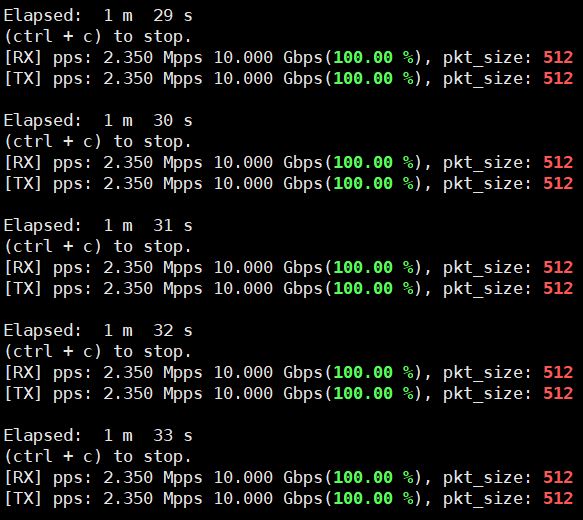 Elapsed:  1 m  29 s
(ctrl + c) to stop.
[RX] pps: 2.350 Mpps 10.000 Gbps(100.00 %), pkt_size: 512
[TX] pps: 2.350 Mpps 10.000 Gbps(100.00 %), pkt_size: 512

Elapsed:  1 m  30 s
(ctrl + c) to stop.
[RX] pps: 2.350 Mpps 10.000 Gbps(100.00 %), pkt_size: 512
[TX] pps: 2.350 Mpps 10.000 Gbps(100.00 %), pkt_size: 512

Elapsed:  1 m  31 s
(ctrl + c) to stop.
[RX] pps: 2.350 Mpps 10.000 Gbps(100.00 %), pkt_size: 512
[TX] pps: 2.350 Mpps 10.000 Gbps(100.00 %), pkt_size: 512

Elapsed:  1 m  32 s
(ctrl + c) to stop.
[RX] pps: 2.350 Mpps 10.000 Gbps(100.00 %), pkt_size: 512
[TX] pps: 2.350 Mpps 10.000 Gbps(100.00 %), pkt_size: 512

Elapsed:  1 m  33 s
(ctrl + c) to stop.
[RX] pps: 2.350 Mpps 10.000 Gbps(100.00 %), pkt_size: 512
[TX] pps: 2.350 Mpps 10.000 Gbps(100.00 %), pkt_size: 512